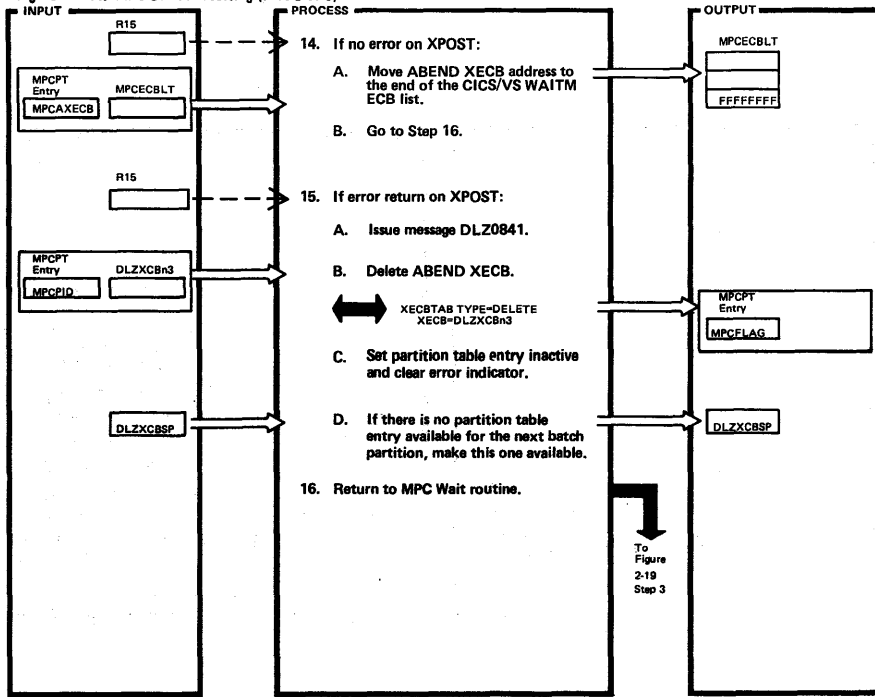 INPUT
PROCESS
OUTPUT
R15
14. If no error on XPOST:
MPCPT
Entry
MPCAXECB
MPCECBLT
A. Move ABEND XECB address to
the end of the CICS/VS WAITM
ECB list.
MPCECBLT
FFFFFFFF
B. Go to Step 16.
R15
15. If error return on XPOST:
A. Issue message DLZ084I.
MPCPT
Entry
MPCPID
DLZXCBn3
B. Delete ABEND XECB.
XECBTAB TYPE=DELETE
XECB=DLZXCBn3
MPCPT
Entry
MPCFLAG
C. Set partition table entry inactive
and clear error indicator.
DLZXCBSP
D. If there is no partition table
entry available for the next batch
partition, make this one available.
DLZXCBSP
16. Return to MPC Wait routine.
To
Figure
2-19
Step 3